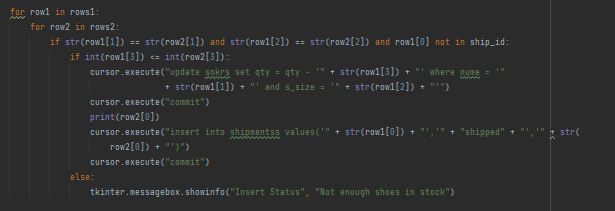 for row1 in rows1:
for row2 in rows2:
if str(row1[1]) == str(row2[1]) and str(row1[2]) == str(row2[2]) and row1[0] not in ship_id:
if int(row1[3]) <= int(row2[3]):
cursor.execute("update snkrs set qty = qty - '" + str(row1[3]) + "' where nume = '"
+ str(row1[1]) + "' and s_size = '" + str(row1[2]) + "'")
cursor.execute("commit")
print(row2[0])
cursor.execute("insert into shipmentss values('" + str(row1[0]) + "','" + "shipped" + "','" + str(
row2[0]) + "')")
cursor.execute("commit")
else:
tkinter.messagebox.showinfo("Insert Status", "Not enough shoes in stock")